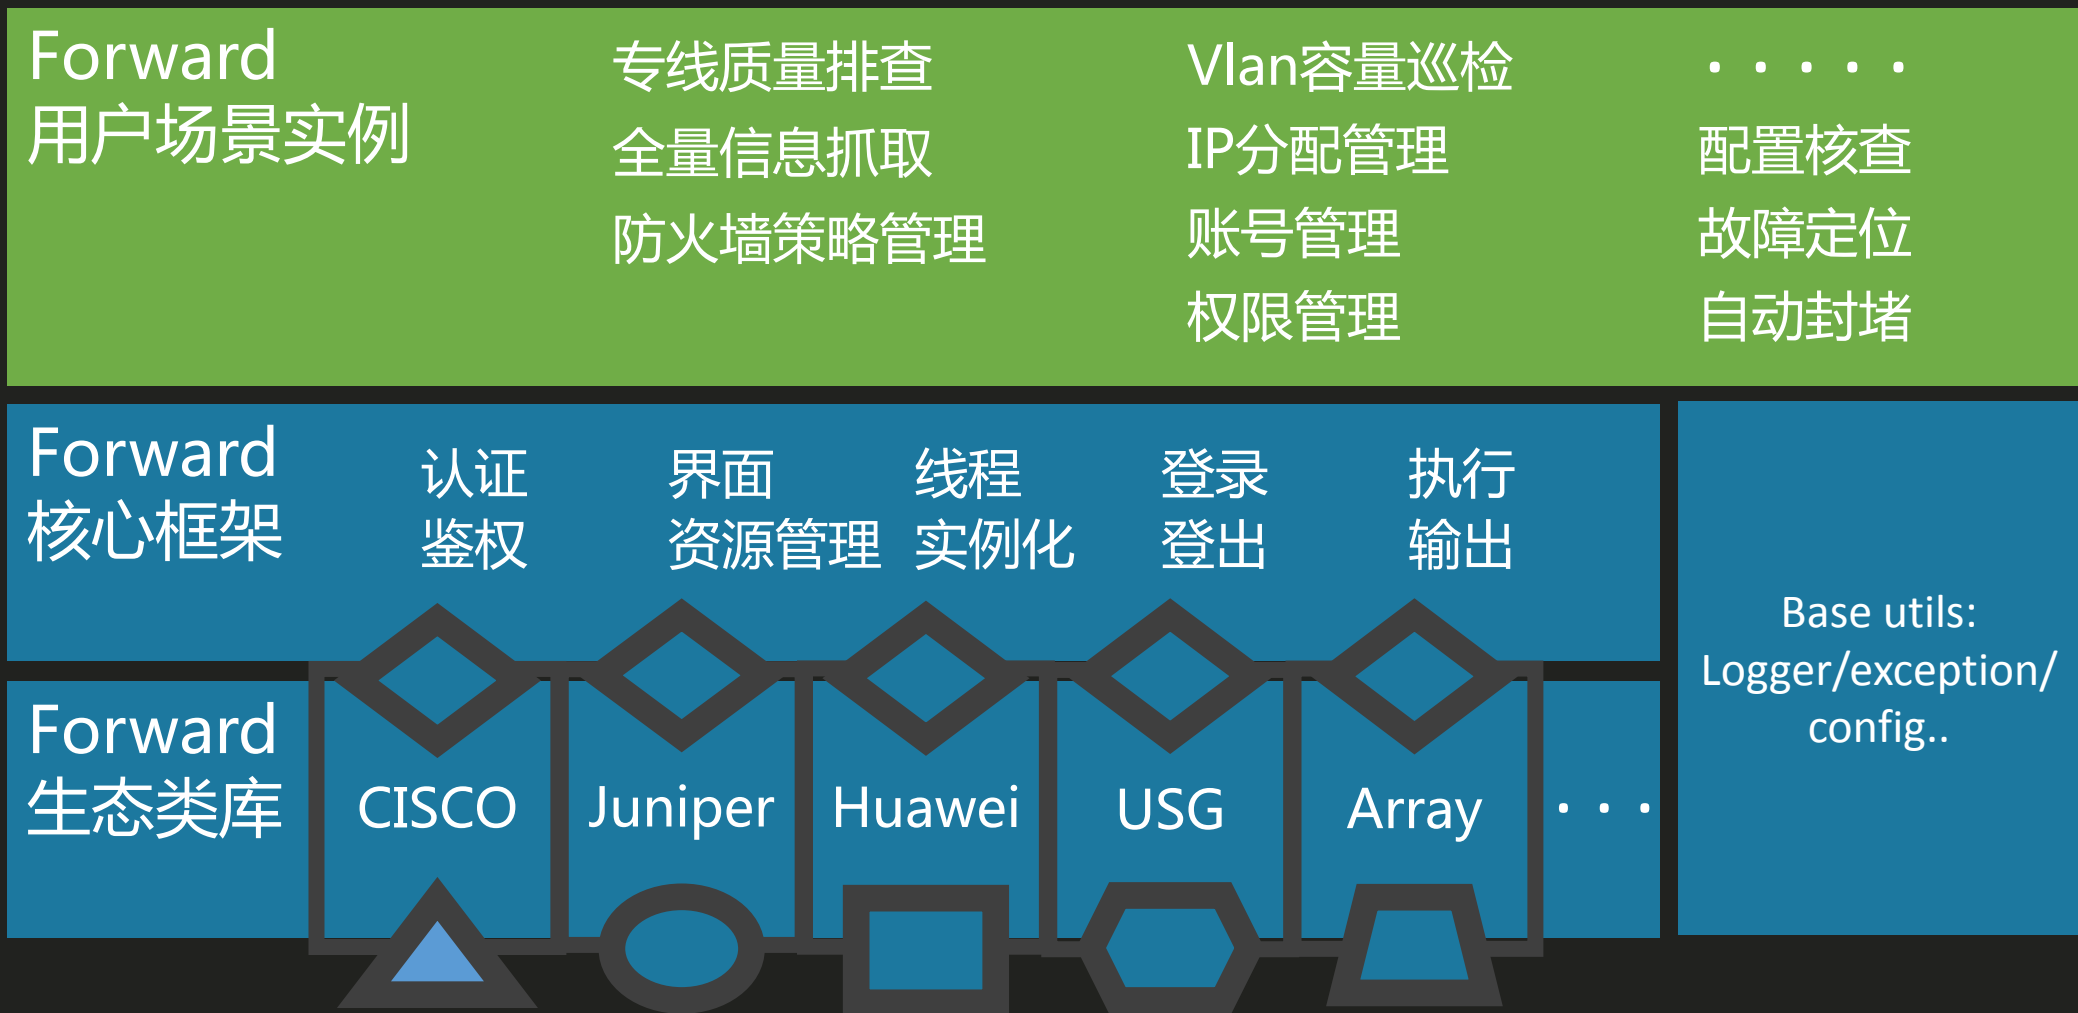 Forward
用户场景实例
专线质量排查
全量信息抓取
防火墙策略管理
Vlan容量巡检
IP分配管理
账号管理
权限管理
· · · · ·
配置核查
故障定位
自动封堵
Forward
核心框架
认证
鉴权
界面
资源管理
线程
实例化
登录
登出
执行
输出
Forward
生态类库
CISCO
Juniper
Huawei
USG
Array
· · ·
Base utils:
Logger/exception/
config..